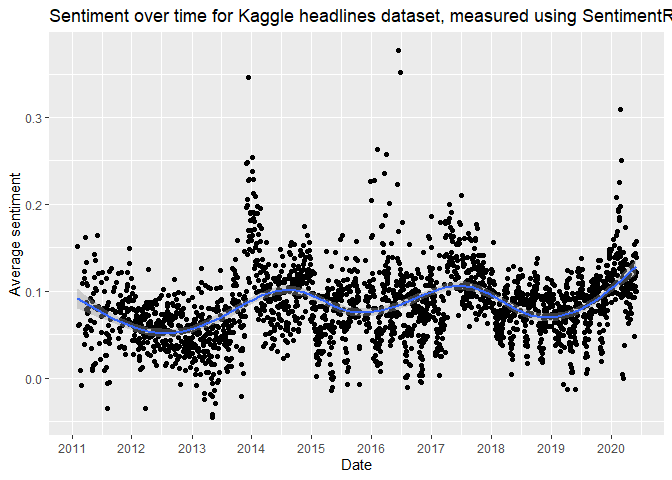 Sentiment over time for Kaggle headlines dataset, measured using SentimentR
Average sentiment
0.3
0.2
0.1
0.0
2011 2012 2013 2014 2015 2016 2017 2018 2019 2020
Date